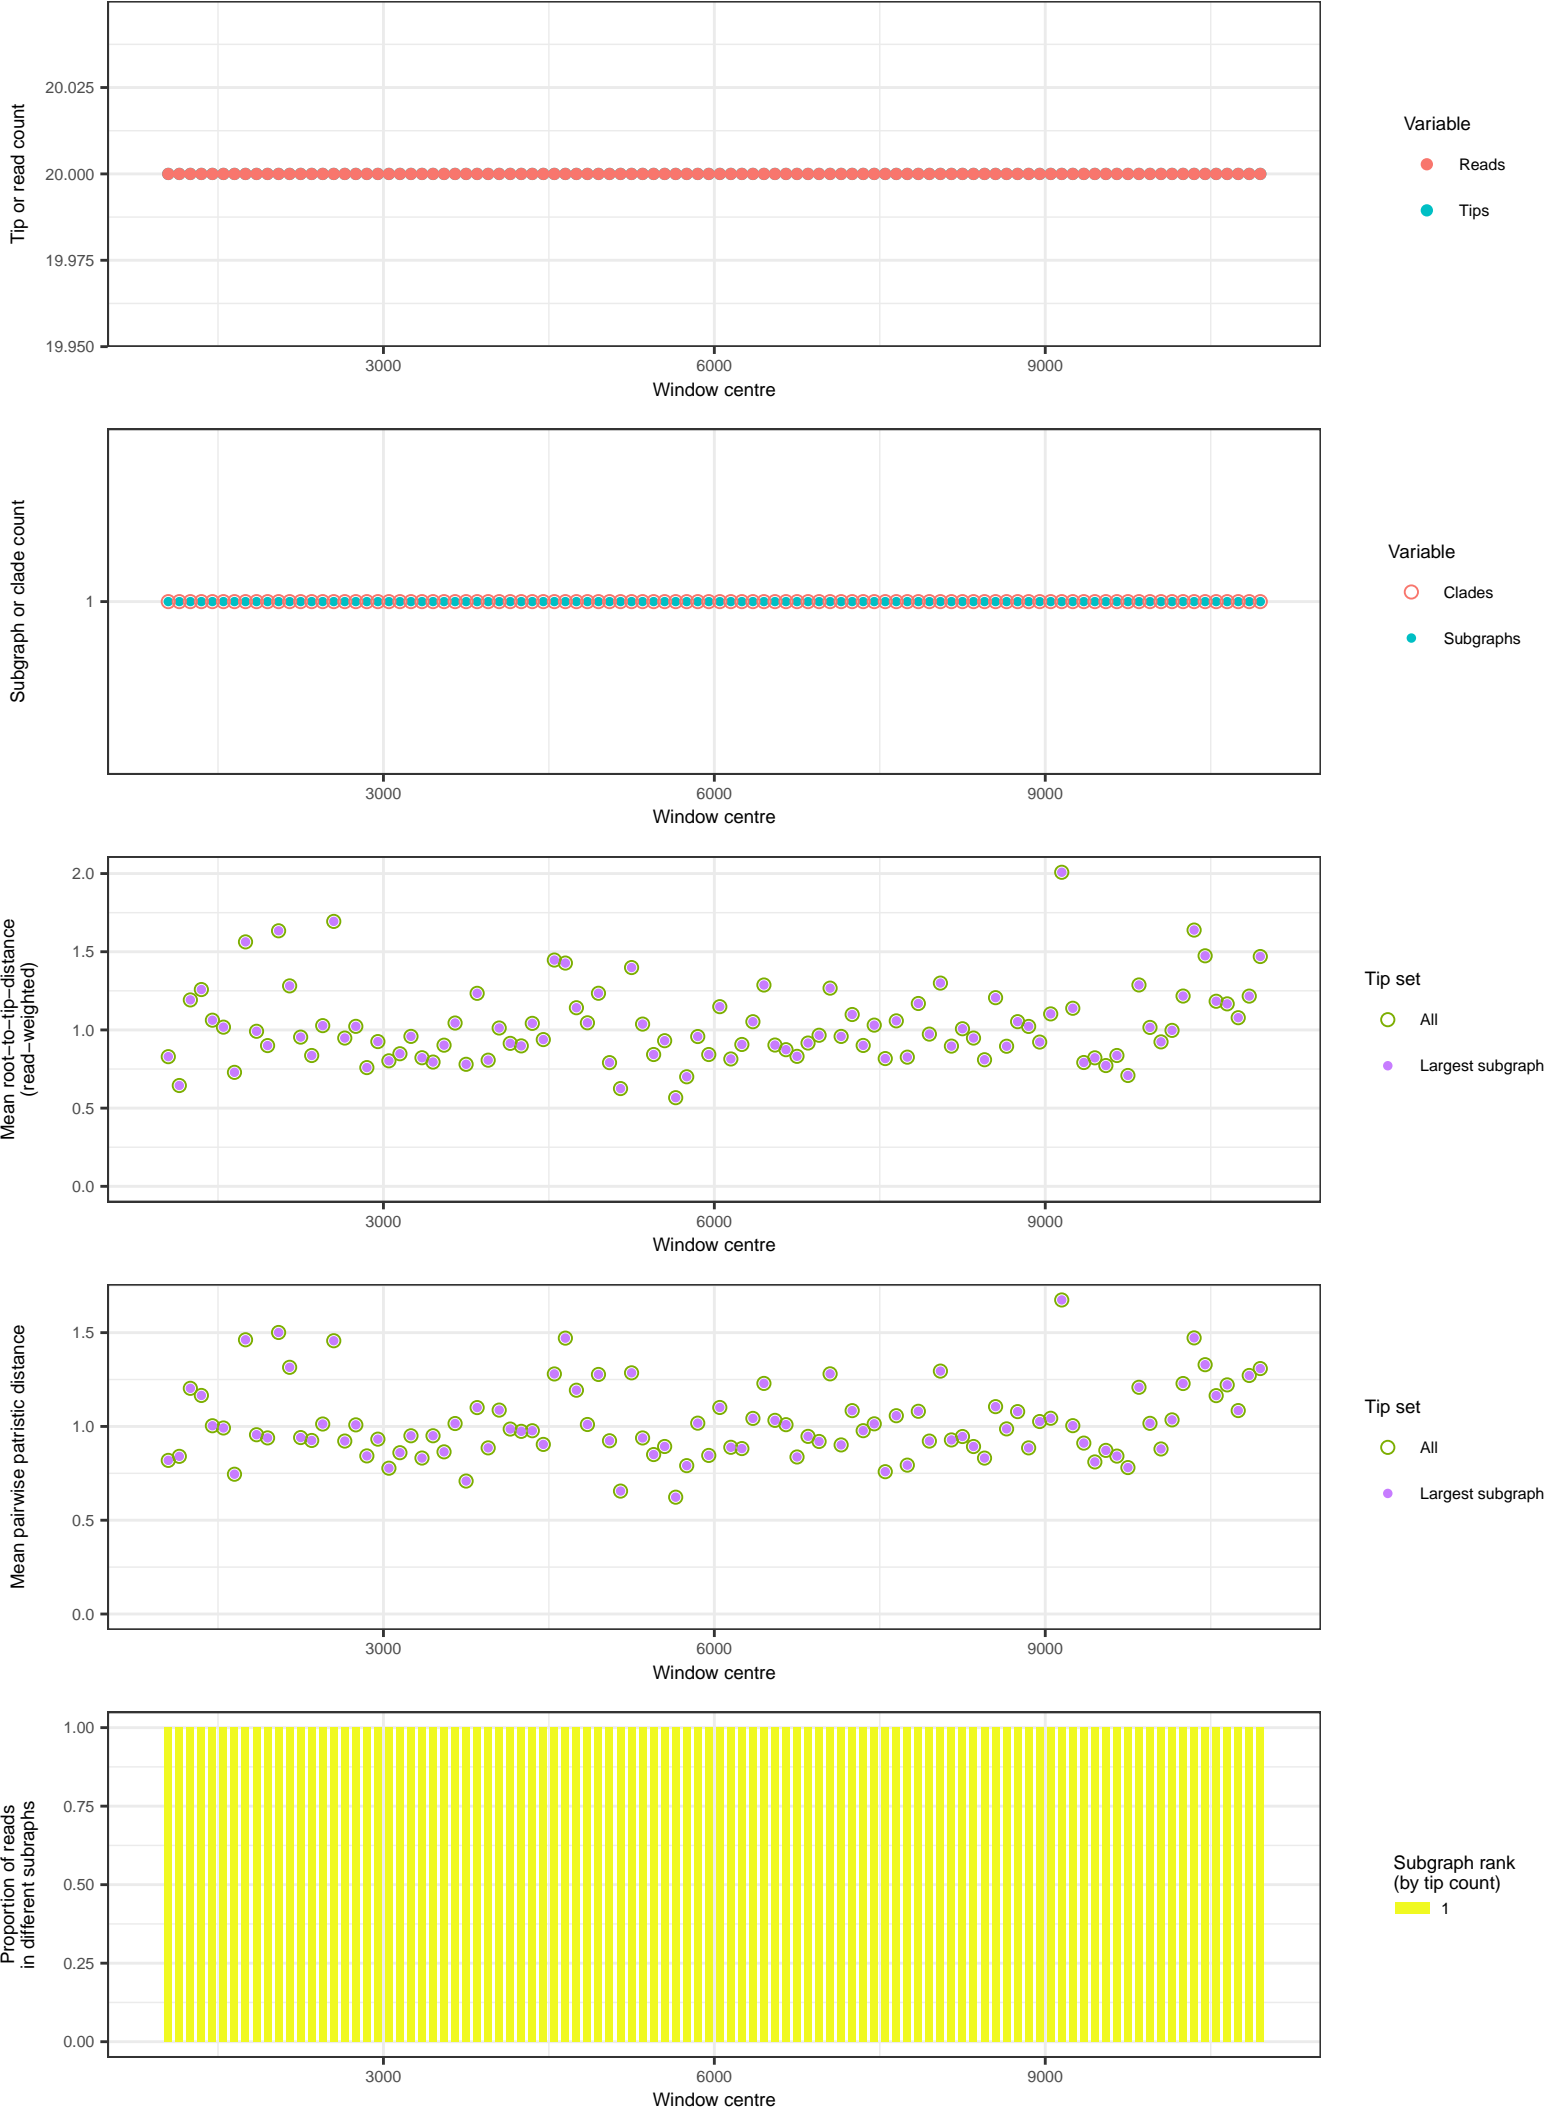 20.025
20.000
19.975
19.950
Tip or read count
3000 6000 9000
Window centre
Variable
Reads
Tips
1
Subgraph or clade count
3000 6000 9000
Window centre
Variable
Clades
Subgraphs
2.0
1.5
1.0
0.5
0.0
Mean root−to−tip−distance
(read−weighted)
3000 6000 9000
Window centre
Tip set
All
Largest subgraph
1.5
1.0
0.5
0.0
Mean pairwise patristic distance
3000 6000 9000
Window centre
Tip set
All
Largest subgraph
1.00
0.75
0.50
0.25
0.00
Proportion of reads
in different subraphs
3000 6000 9000
Window centre
Subgraph rank
(by tip count)
1